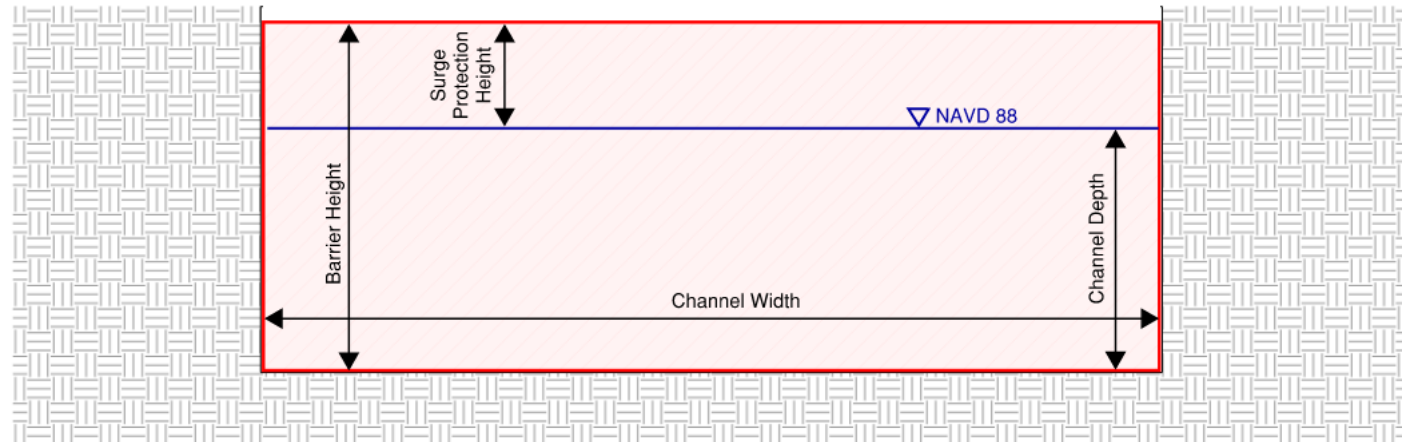 Surge
Protection
Height
NAVD 88
Barrier Height
Channel Depth
Channel Width